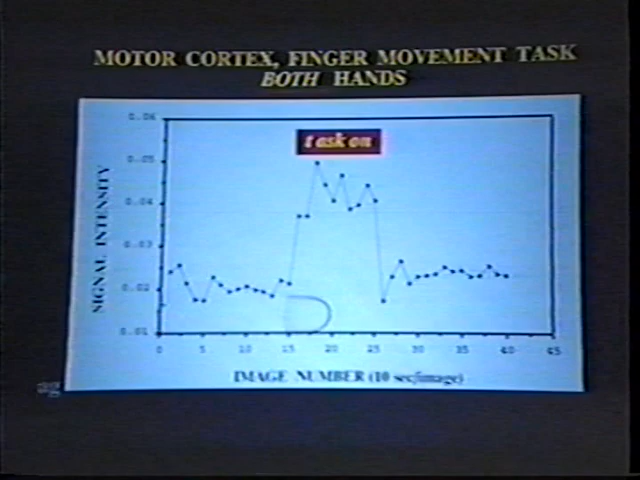 MOTOR CORTEX, FINGER MOVEMENT TASK
BOTH HANDS
task on
SIGNAL INTENSITY
0.06
0.05
0.04
0.03
0.02
0.01
0 5 10 15 20 25 30 35 40 45
IMAGE NUMBER (10 sec/image)